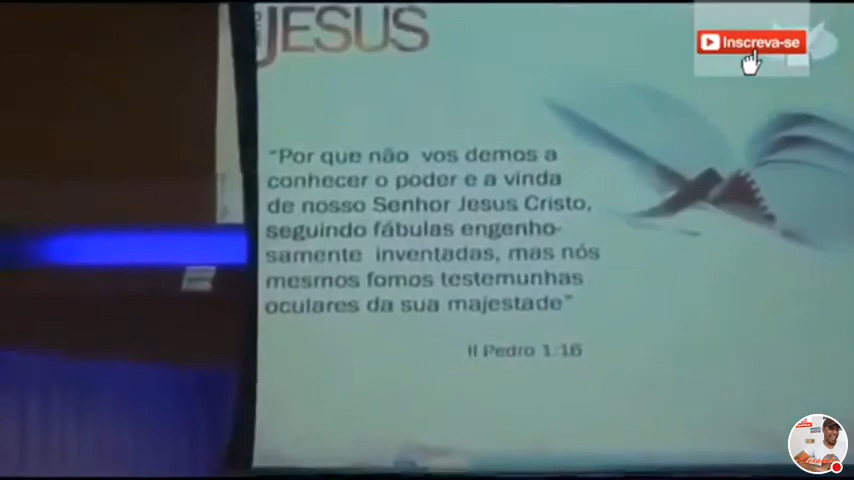 JESUS
Inscreva-se
"Por que não vos demos a
conhecer o poder e a vinda
de nosso Senhor Jesus Cristo,
seguindo fábulas engenho-
samente inventadas, mas nós
mesmos fomos testemunhas
oculares da sua majestade"
II Pedro 1:16